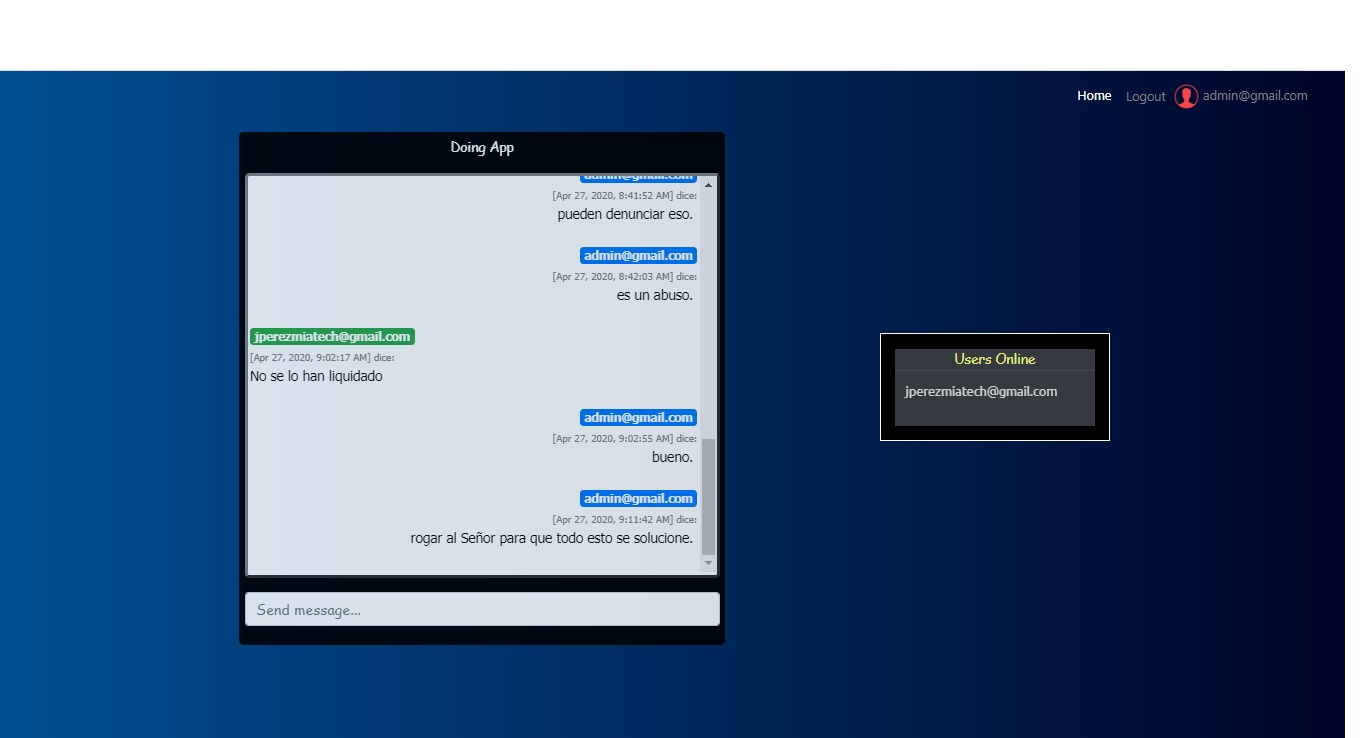 Home Logout admin@gmail.com
Doing App
admin@gmail.com
[Apr 27, 2020, 8:41:52 AM] dice:
pueden denunciar eso.
admin@gmail.com
[Apr 27, 2020, 8:42:03 AM] dice:
es un abuso.
jperezmiatech@gmail.com
[Apr 27, 2020, 9:02:17 AM] dice:
No se lo han liquidado
admin@gmail.com
[Apr 27, 2020, 9:02:55 AM] dice:
bueno.
admin@gmail.com
[Apr 27, 2020, 9:11:42 AM] dice:
rogar al Señor para que todo esto se solucione.
Send message...
Users Online
jperezmiatech@gmail.com